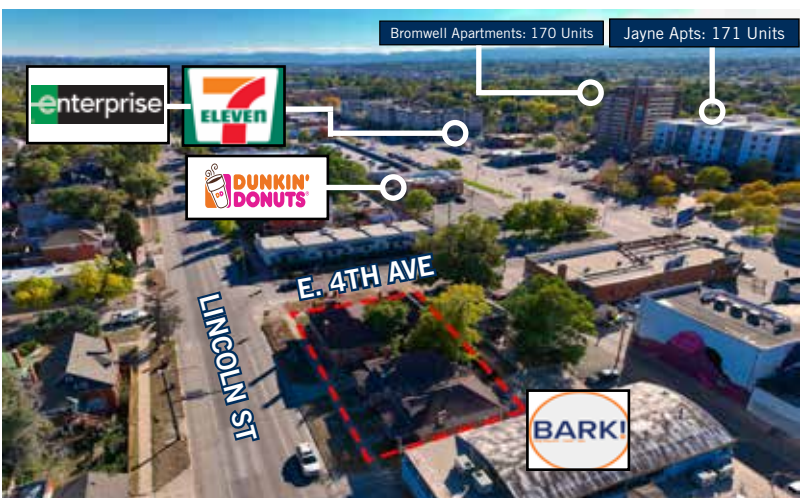 Bromwell Apartments: 170 Units
Jayne Apts: 171 Units
enterprise
7
ELEVEN
DUNKIN'
DONUTS
E. 4TH AVE
LINCOLN ST
BARK!